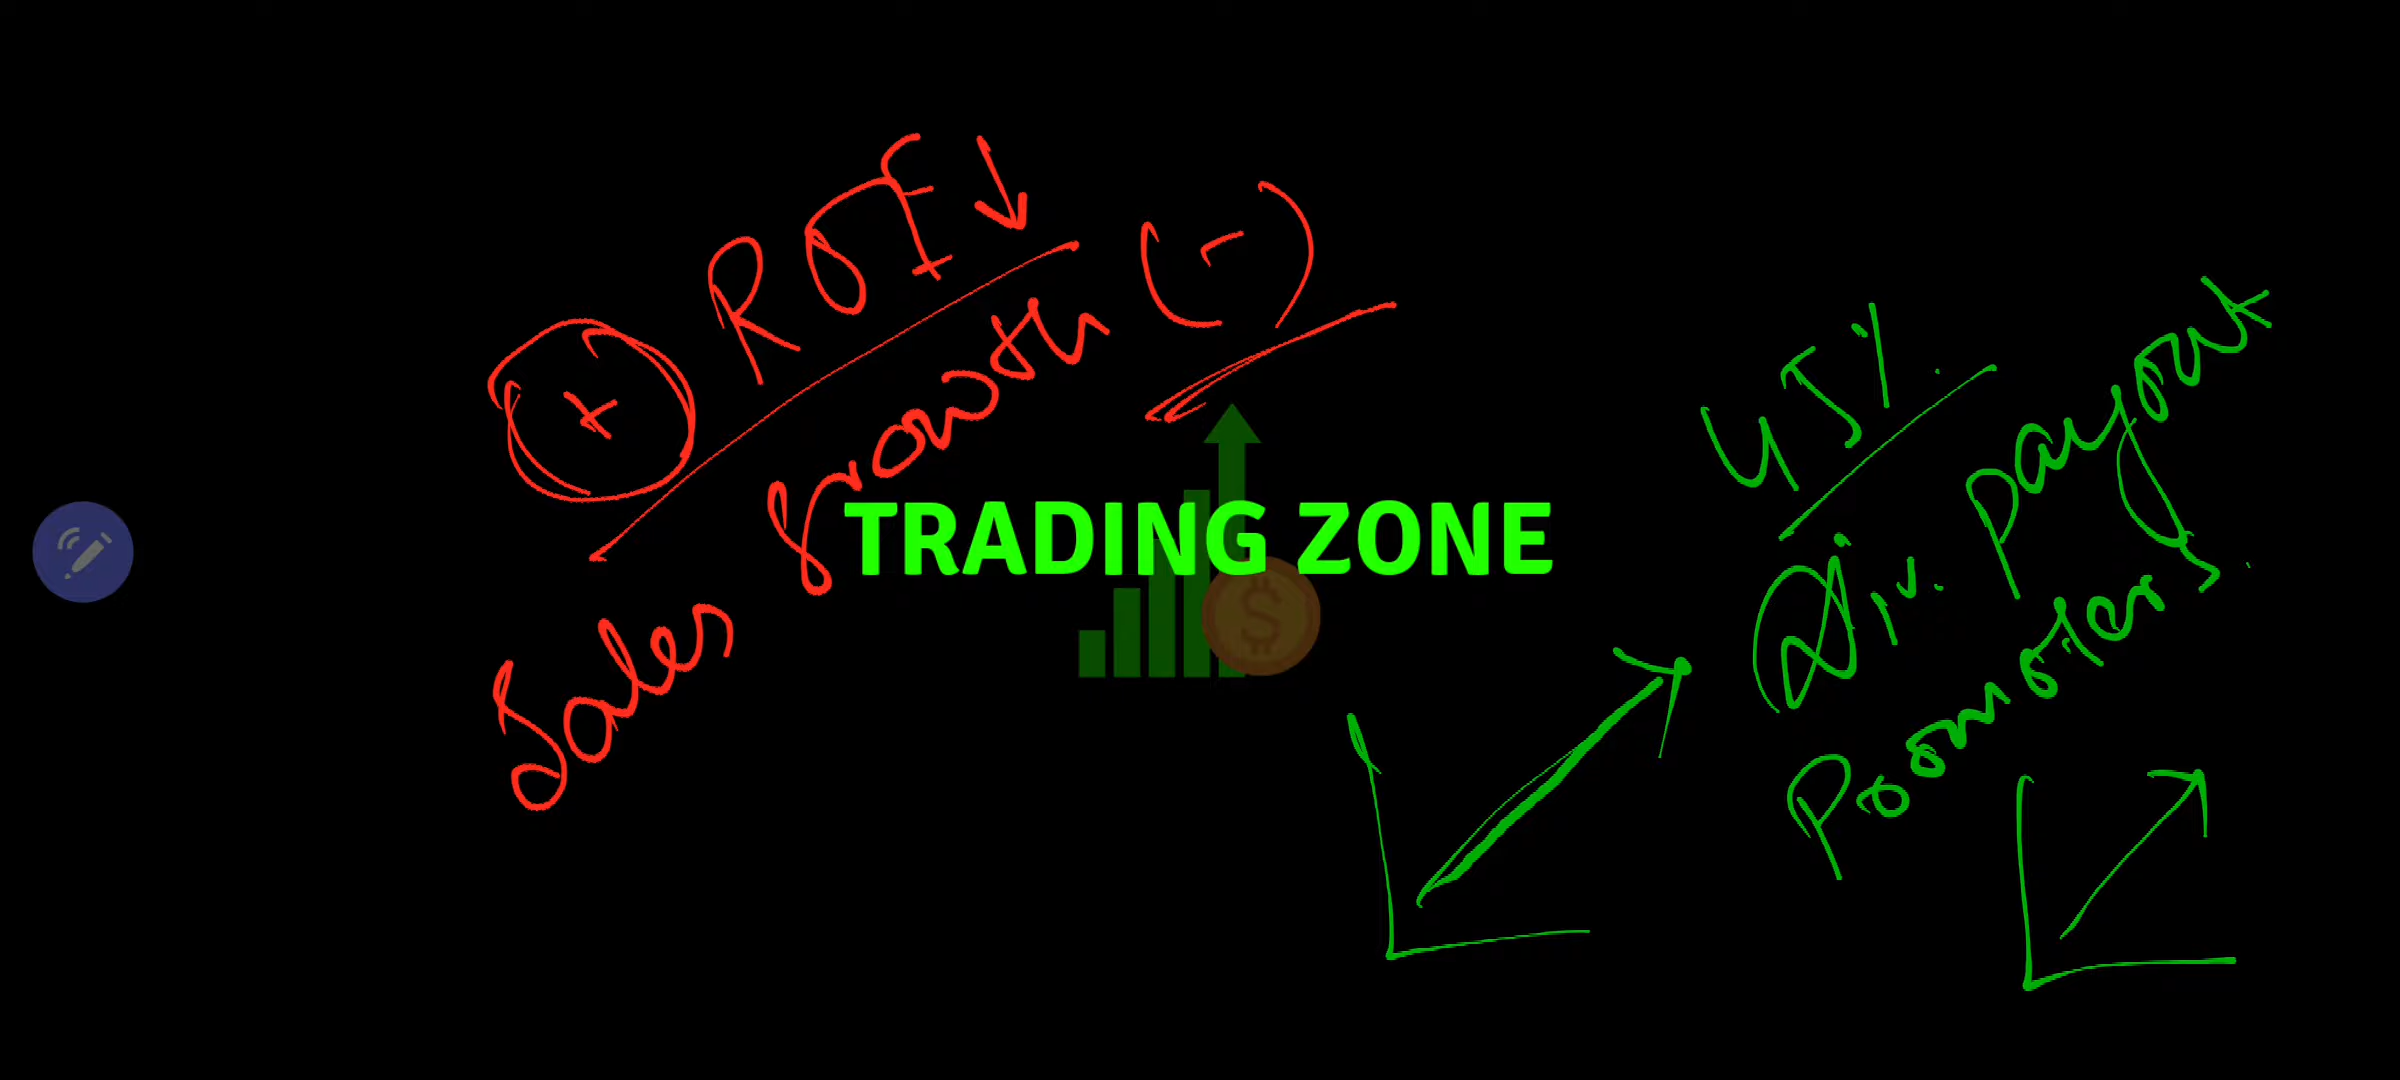 + ROE ↓
Sales growth (-)
TRADING ZONE
45%.
Div. payout
Promoters.